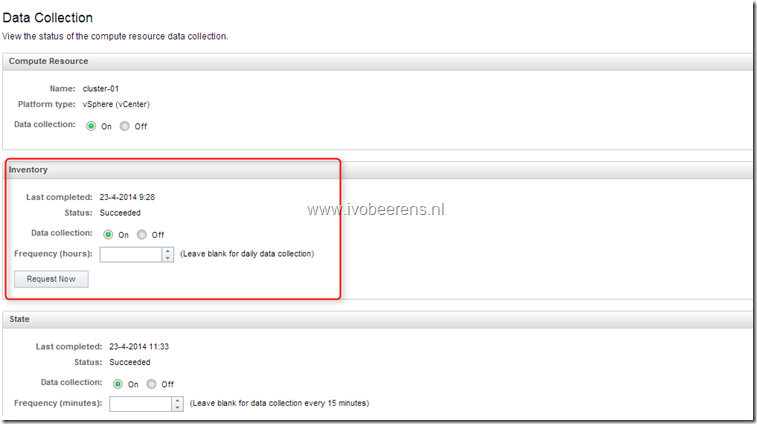 Data Collection
View the status of the compute resource data collection.
Compute Resource
Name: cluster-01
Platform type: vSphere (vCenter)
Data collection: On Off
Inventory
Last completed: 23-4-2014 9:28
Status: Succeeded
www.ivobeerens.nl
Data collection: On Off
Frequency (hours): (Leave blank for daily data collection)
Request Now
State
Last completed: 23-4-2014 11:33
Status: Succeeded
Data collection: On Off
Frequency (minutes): (Leave blank for data collection every 15 minutes)